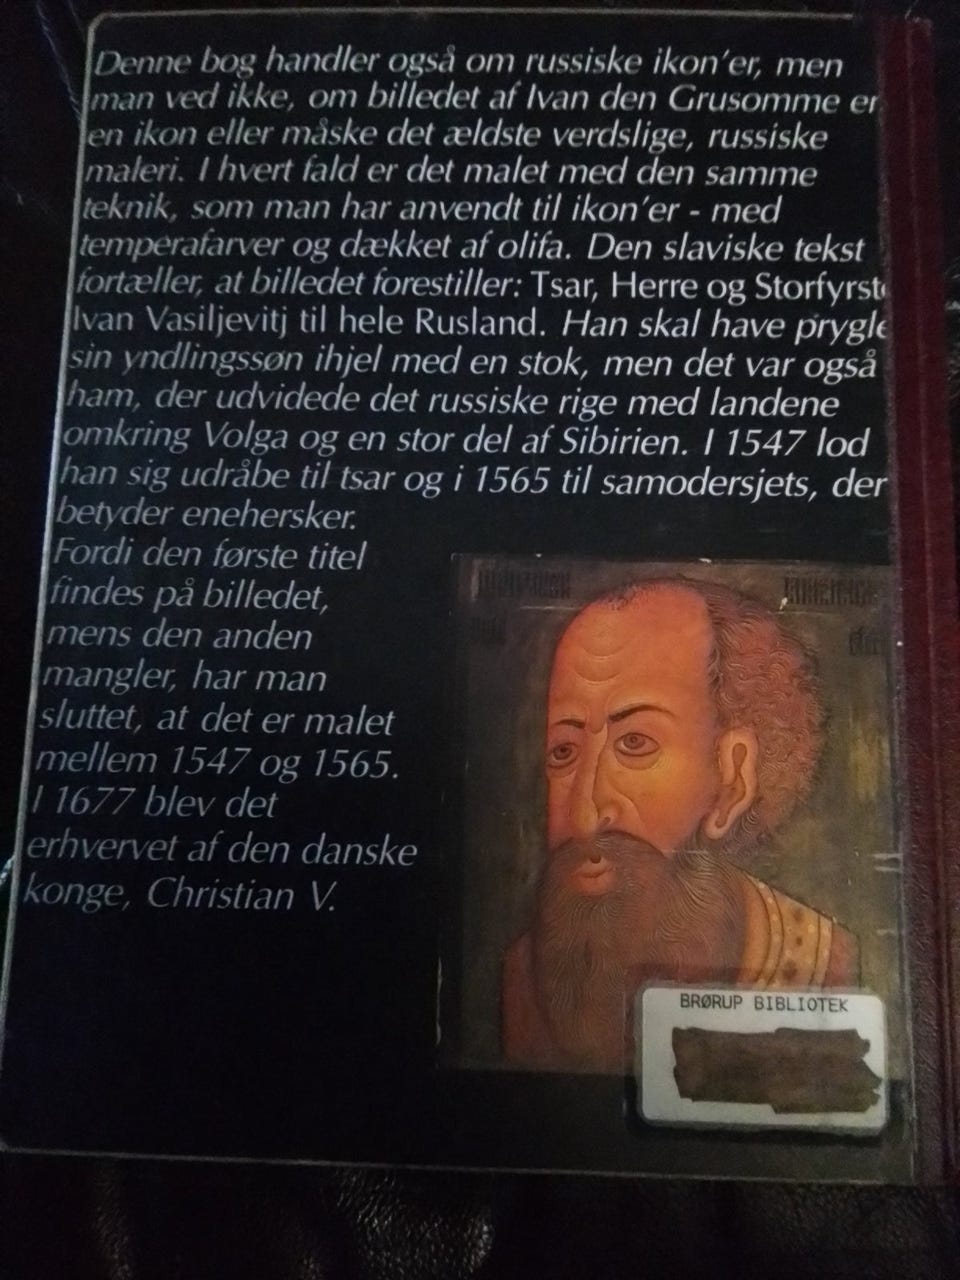 Denne bog handler også om russiske ikon'er, men
man ved ikke, om billedet af Ivan den Grusomme er
en ikon eller måske det ældste verdslige, russiske
maleri. I hvert fald er det malet med den samme
teknik, som man har anvendt til ikon'er - med
temperafarver og dækket af olifa. Den slaviske tekst
fortæller, at billedet forestiller: Tsar, Herre og Storfyrst
Ivan Vasiljevitj til hele Rusland. Han skal have prygle
sin yndlingssøn ihjel med en stok, men det var også
ham, der udvidede det russiske rige med landene
omkring Volga og en stor del af Sibirien. I 1547 lod
han sig udråbe til tsar og i 1565 til samodersjets, der
betyder enehersker.
Fordi den første titel
findes på billedet,
mens den anden
mangler, har man
sluttet, at det er malet
mellem 1547 og 1565.
I 1677 blev det
erhvervet af den danske
konge, Christian V.
BRØRUP BIBLIOTEK